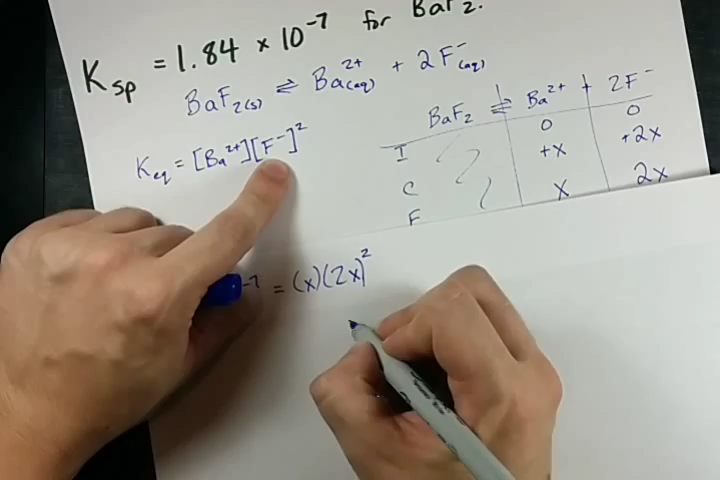 Ksp = 1.84 × 10⁻⁷ for BaF₂.
BaF₂(s) ⇌ Ba²⁺(aq) + 2F⁻(aq)
Keq = [Ba²⁺][F⁻]²
BaF₂ ⇌ Ba²⁺ + 2F⁻
I 0 0
C +x +2x
F x 2x
⁻⁷ = (x)(2x)²